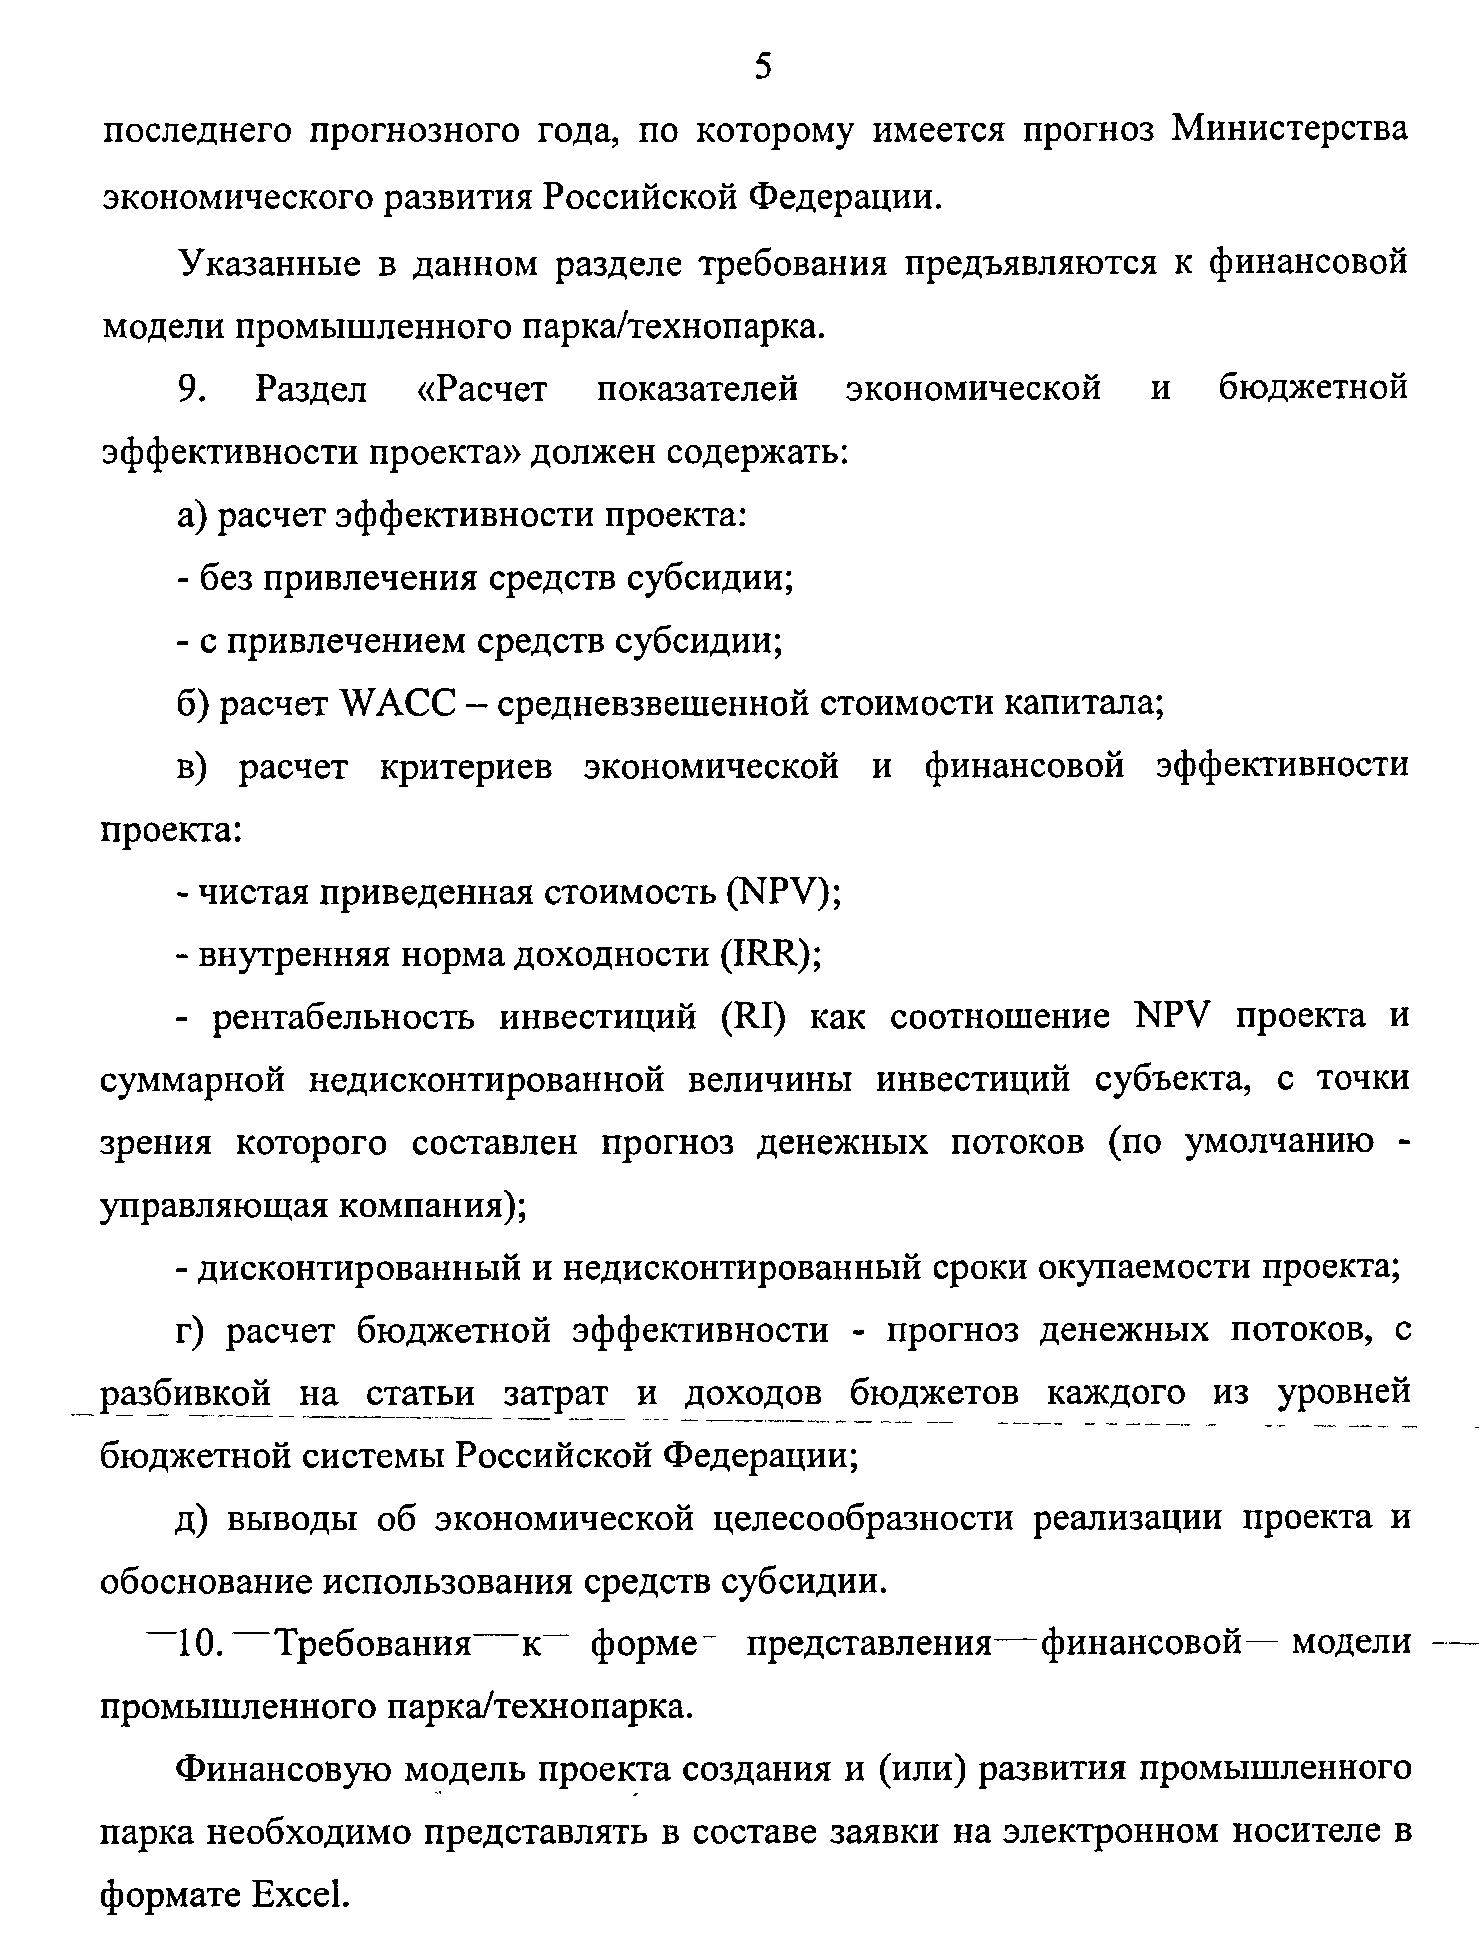 5
последнего прогнозного года, по которому имеется прогноз Министерства
экономического развития Российской Федерации.
Указанные в данном разделе требования предъявляются к финансовой
модели промышленного парка/технопарка.
9. Раздел «Расчет показателей экономической и бюджетной
эффективности проекта» должен содержать:
а) расчет эффективности проекта:
- без привлечения средств субсидии;
- с привлечением средств субсидии;
б) расчет WACC – средневзвешенной стоимости капитала;
в) расчет критериев экономической и финансовой эффективности
проекта:
- чистая приведенная стоимость (NPV);
- внутренняя норма доходности (IRR);
- рентабельность инвестиций (RI) как соотношение NPV проекта и
суммарной недисконтированной величины инвестиций субъекта, с точки
зрения которого составлен прогноз денежных потоков (по умолчанию -
управляющая компания);
- дисконтированный и недисконтированный сроки окупаемости проекта;
г) расчет бюджетной эффективности - прогноз денежных потоков, с
разбивкой на статьи затрат и доходов бюджетов каждого из уровней
бюджетной системы Российской Федерации;
д) выводы об экономической целесообразности реализации проекта и
обоснование использования средств субсидии.
10. Требования к форме представления финансовой модели
промышленного парка/технопарка.
Финансовую модель проекта создания и (или) развития промышленного
парка необходимо представлять в составе заявки на электронном носителе в
формате Excel.